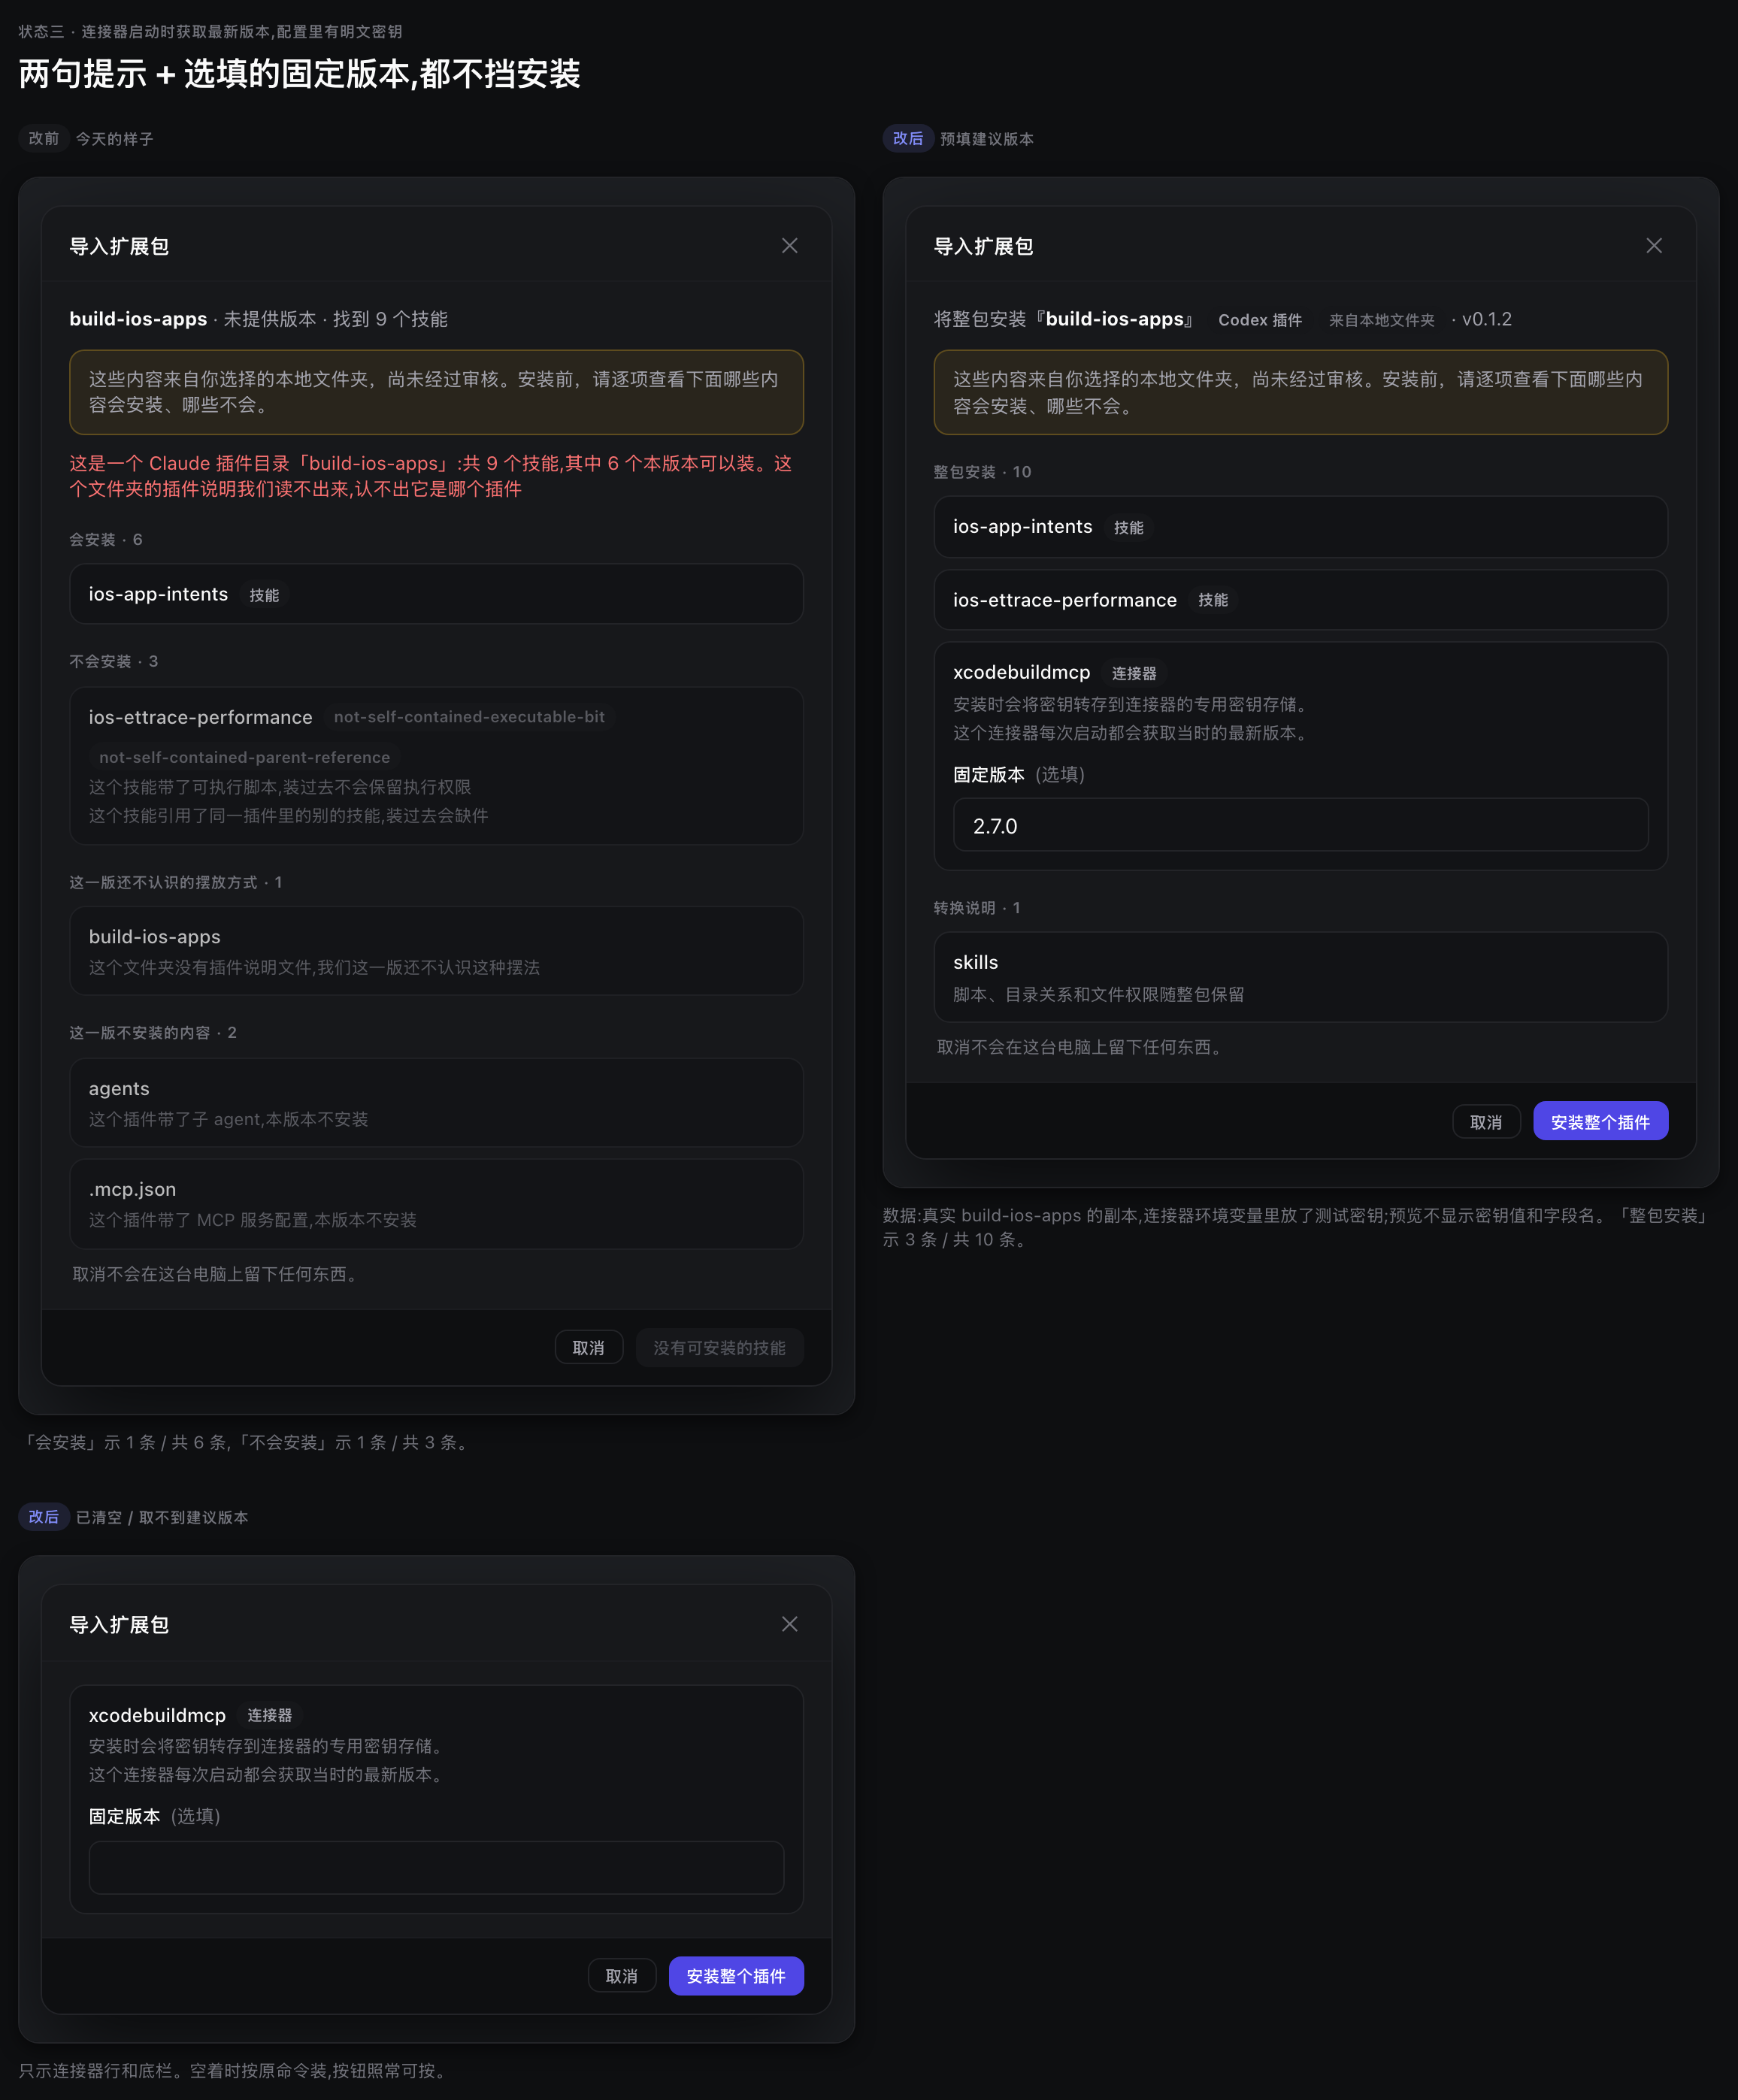 状态三 · 连接器启动时获取最新版本,配置里有明文密钥
两句提示 + 选填的固定版本,都不挡安装
改前 今天的样子
导入扩展包
build-ios-apps · 未提供版本 · 找到 9 个技能
这些内容来自你选择的本地文件夹，尚未经过审核。安装前，请逐项查看下面哪些内
容会安装、哪些不会。
这是一个 Claude 插件目录「build-ios-apps」:共 9 个技能,其中 6 个本版本可以装。这
个文件夹的插件说明我们读不出来,认不出它是哪个插件
会安装 · 6
ios-app-intents 技能
不会安装 · 3
ios-ettrace-performance not-self-contained-executable-bit
not-self-contained-parent-reference
这个技能带了可执行脚本,装过去不会保留执行权限
这个技能引用了同一插件里的别的技能,装过去会缺件
这一版还不认识的摆放方式 · 1
build-ios-apps
这个文件夹没有插件说明文件,我们这一版还不认识这种摆法
这一版不安装的内容 · 2
agents
这个插件带了子 agent,本版本不安装
.mcp.json
这个插件带了 MCP 服务配置,本版本不安装
取消不会在这台电脑上留下任何东西。
取消 没有可安装的技能
「会安装」示 1 条 / 共 6 条,「不会安装」示 1 条 / 共 3 条。
改后 预填建议版本
导入扩展包
将整包安装『build-ios-apps』 Codex 插件 来自本地文件夹 · v0.1.2
这些内容来自你选择的本地文件夹，尚未经过审核。安装前，请逐项查看下面哪些内
容会安装、哪些不会。
整包安装 · 10
ios-app-intents 技能
ios-ettrace-performance 技能
xcodebuildmcp 连接器
安装时会将密钥转存到连接器的专用密钥存储。
这个连接器每次启动都会获取当时的最新版本。
固定版本 (选填)
2.7.0
转换说明 · 1
skills
脚本、目录关系和文件权限随整包保留
取消不会在这台电脑上留下任何东西。
取消 安装整个插件
数据:真实 build-ios-apps 的副本,连接器环境变量里放了测试密钥;预览不显示密钥值和字段名。「整包安装」
示 3 条 / 共 10 条。
改后 已清空 / 取不到建议版本
导入扩展包
xcodebuildmcp 连接器
安装时会将密钥转存到连接器的专用密钥存储。
这个连接器每次启动都会获取当时的最新版本。
固定版本 (选填)
取消 安装整个插件
只示连接器行和底栏。空着时按原命令装,按钮照常可按。